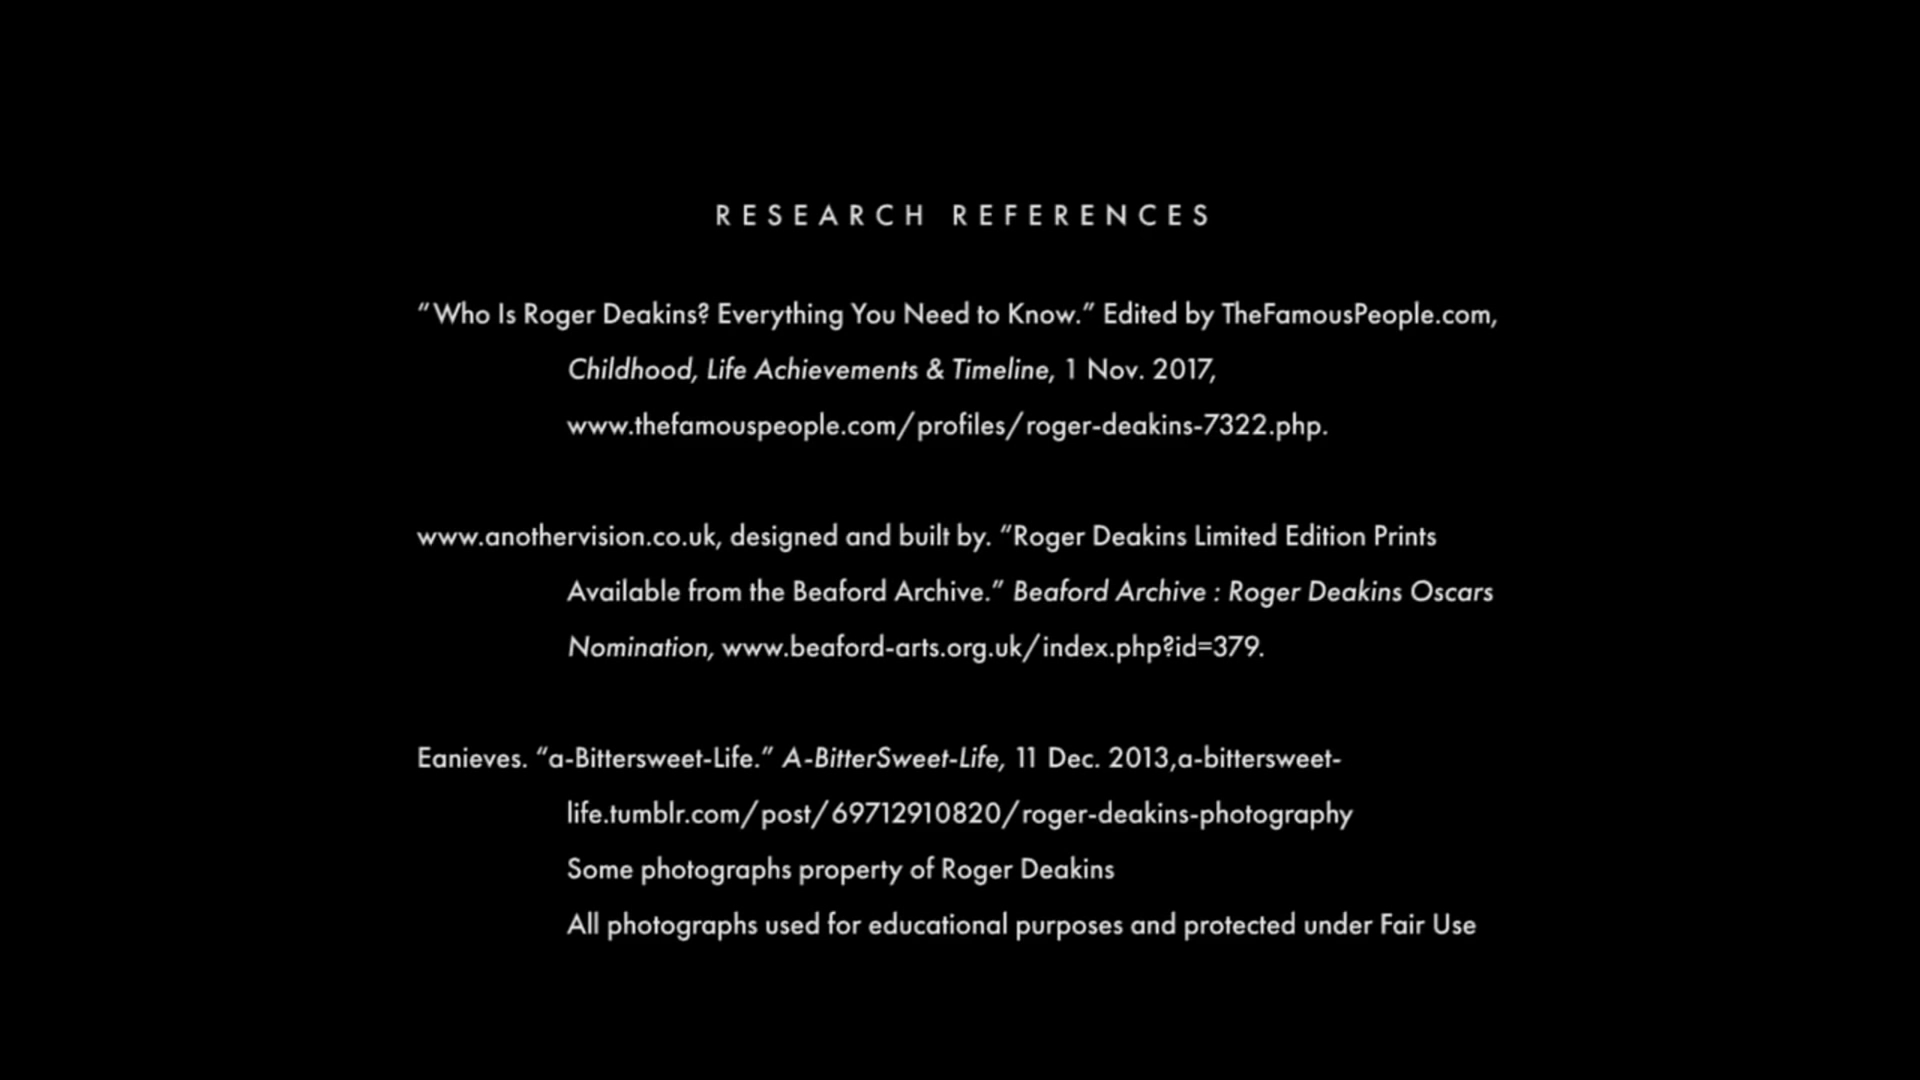 RESEARCH REFERENCES
“Who Is Roger Deakins? Everything You Need to Know.” Edited by TheFamousPeople.com,
Childhood, Life Achievements & Timeline, 1 Nov. 2017,
www.thefamouspeople.com/profiles/roger-deakins-7322.php.
www.anothervision.co.uk, designed and built by. “Roger Deakins Limited Edition Prints
Available from the Beaford Archive.” Beaford Archive : Roger Deakins Oscars
Nomination, www.beaford-arts.org.uk/index.php?id=379.
Eanieves. “a-Bittersweet-Life.” A-BitterSweet-Life, 11 Dec. 2013,a-bittersweet-
life.tumblr.com/post/69712910820/roger-deakins-photography
Some photographs property of Roger Deakins
All photographs used for educational purposes and protected under Fair Use